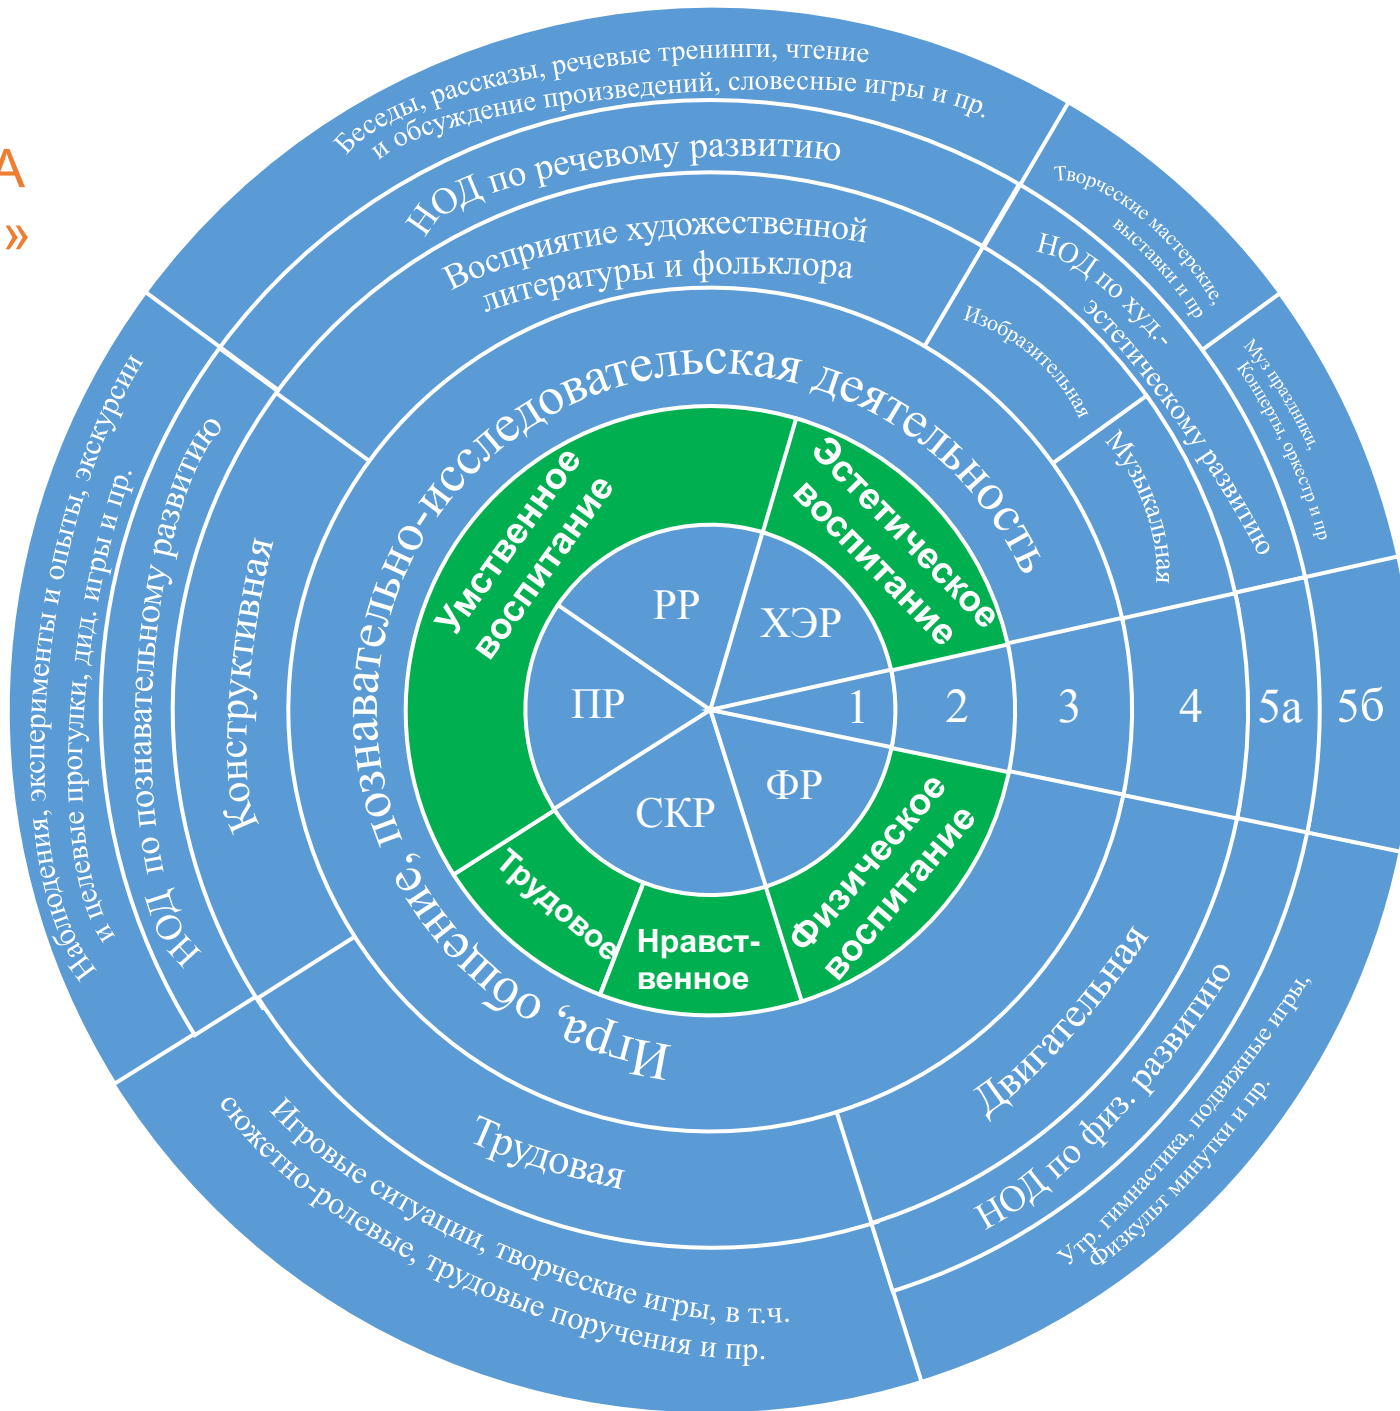 А
»
Беседы, рассказы, речевые тренинги, чтение
и обсуждение произведений, словесные игры и пр.
НОД по речевому развитию
Восприятие художественной
литературы и фольклора
Творческие мастерские,
выставки и пр
НОД по худ.-
эстетическому развитию
Изобразительная
Муз праздники,
Концерты, оркестр и пр
Музыкальная
Наблюдения, эксперименты и опыты, экскурсии
и целевые прогулки, дид. игры и пр.
НОД по познавательному развитию
Конструктивная
Игра, общение, познавательно-исследовательская деятельность
Умственное
воспитание
Эстетическое
воспитание
РР
ХЭР
ПР
СКР
ФР
1
2
3
4
5а
5б
Трудовое
Нравст-
венное
Физическое
воспитание
Двигательная
НОД по физ. развитию
Утр. гимнастика, подвижные игры,
Физкульт минутки и пр.
Трудовая
Игровые ситуации, творческие игры, в т.ч.
сюжетно-ролевые, трудовые поручения и пр.